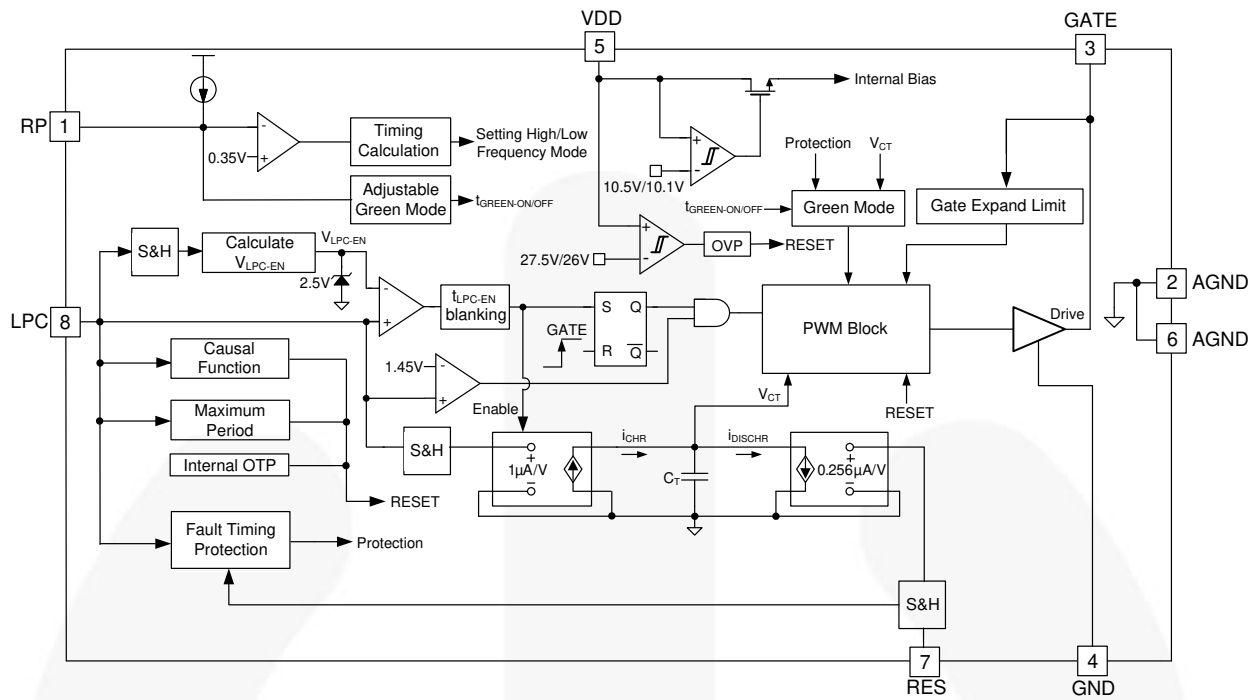 VDD
5
GATE
3
RP
1
Internal Bias
-
0.35V
+
Timing
Calculation
Setting High/Low
Frequency Mode
Adjustable
Green Mode
tGREEN-ON/OFF
+
-
10.5V/10.1V
Protection
VCT
tGREEN-ON/OFF
Green Mode
Gate Expand Limit
+
-
27.5V/26V
OVP
RESET
S&H
Calculate
VLPC-EN
VLPC-EN
2.5V
LPC
8
-
+
tLPC-EN
blanking
S
Q
R
Q
GATE
PWM Block
Drive
2
AGND
6
AGND
Causal
Function
1.45V
-
+
Enable
VCT
RESET
Maximum
Period
Internal OTP
RESET
S&H
+
1μA/V
-
iCHR
CT
iDISCHR
+
0.256μA/V
-
Fault Timing
Protection
Protection
S&H
7
RES
4
GND